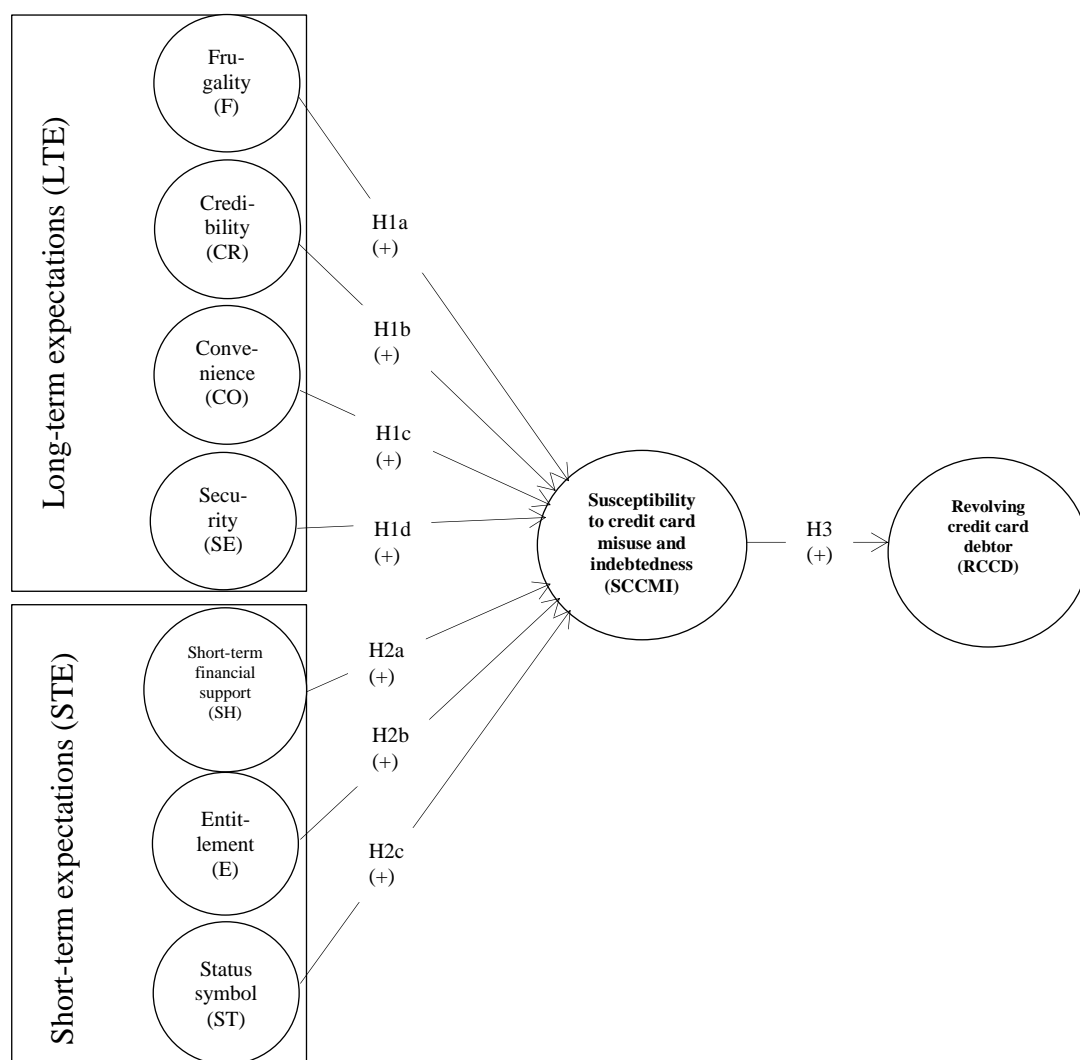 Long-term expectations (LTE)
Fru-
gality
(F)
Credi-
bility
(CR)
Conve-
nience
(CO)
Secu-
rity
(SE)
Short-term expectations (STE)
Short-term
financial
support
(SH)
Entit-
lement
(E)
Status
symbol
(ST)
H1a
(+)
H1b
(+)
H1c
(+)
H1d
(+)
H2a
(+)
H2b
(+)
H2c
(+)
Susceptibility
to credit card
misuse and
indebtedness
(SCCMI)
H3
(+)
Revolving
credit card
debtor
(RCCD)